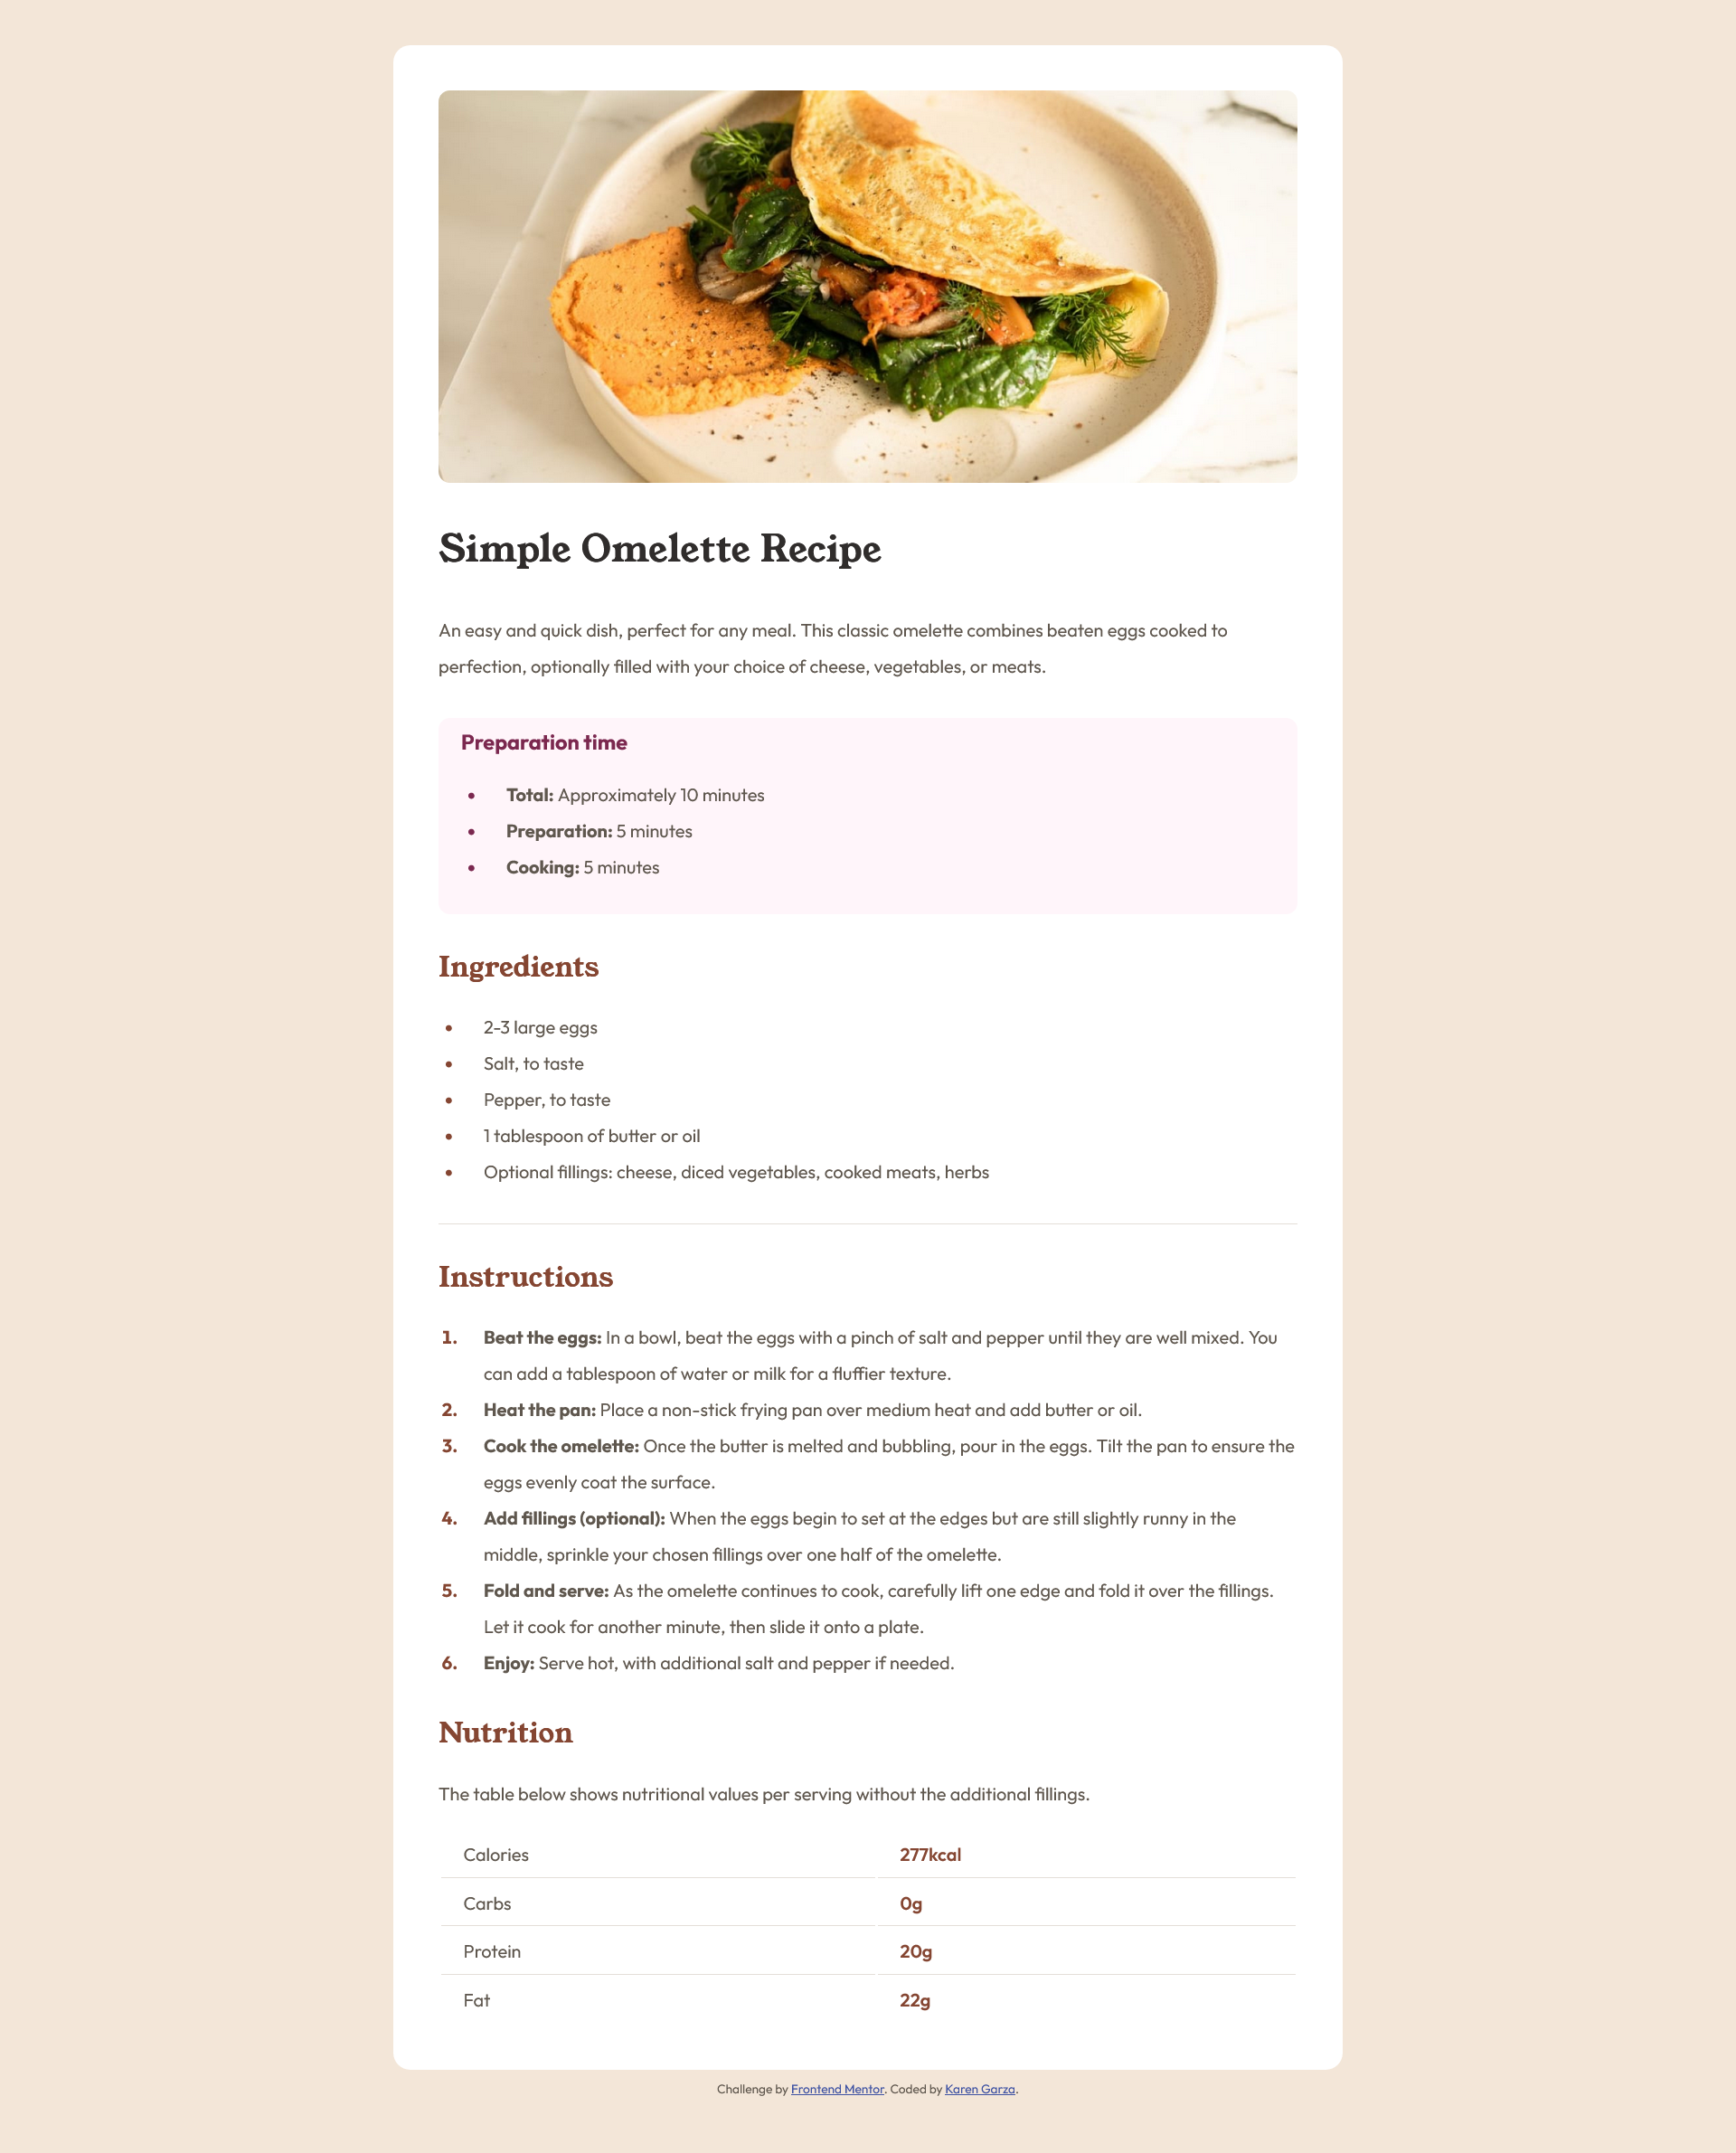 Simple Omelette Recipe
An easy and quick dish, perfect for any meal. This classic omelette combines beaten eggs cooked to
perfection, optionally filled with your choice of cheese, vegetables, or meats.
Preparation time
• Total: Approximately 10 minutes
• Preparation: 5 minutes
• Cooking: 5 minutes
Ingredients
• 2-3 large eggs
• Salt, to taste
• Pepper, to taste
• 1 tablespoon of butter or oil
• Optional fillings: cheese, diced vegetables, cooked meats, herbs
Instructions
1. Beat the eggs: In a bowl, beat the eggs with a pinch of salt and pepper until they are well mixed. You
can add a tablespoon of water or milk for a fluffier texture.
2. Heat the pan: Place a non-stick frying pan over medium heat and add butter or oil.
3. Cook the omelette: Once the butter is melted and bubbling, pour in the eggs. Tilt the pan to ensure the
eggs evenly coat the surface.
4. Add fillings (optional): When the eggs begin to set at the edges but are still slightly runny in the
middle, sprinkle your chosen fillings over one half of the omelette.
5. Fold and serve: As the omelette continues to cook, carefully lift one edge and fold it over the fillings.
Let it cook for another minute, then slide it onto a plate.
6. Enjoy: Serve hot, with additional salt and pepper if needed.
Nutrition
The table below shows nutritional values per serving without the additional fillings.
Calories 277kcal
Carbs 0g
Protein 20g
Fat 22g
Challenge by Frontend Mentor. Coded by Karen Garza.